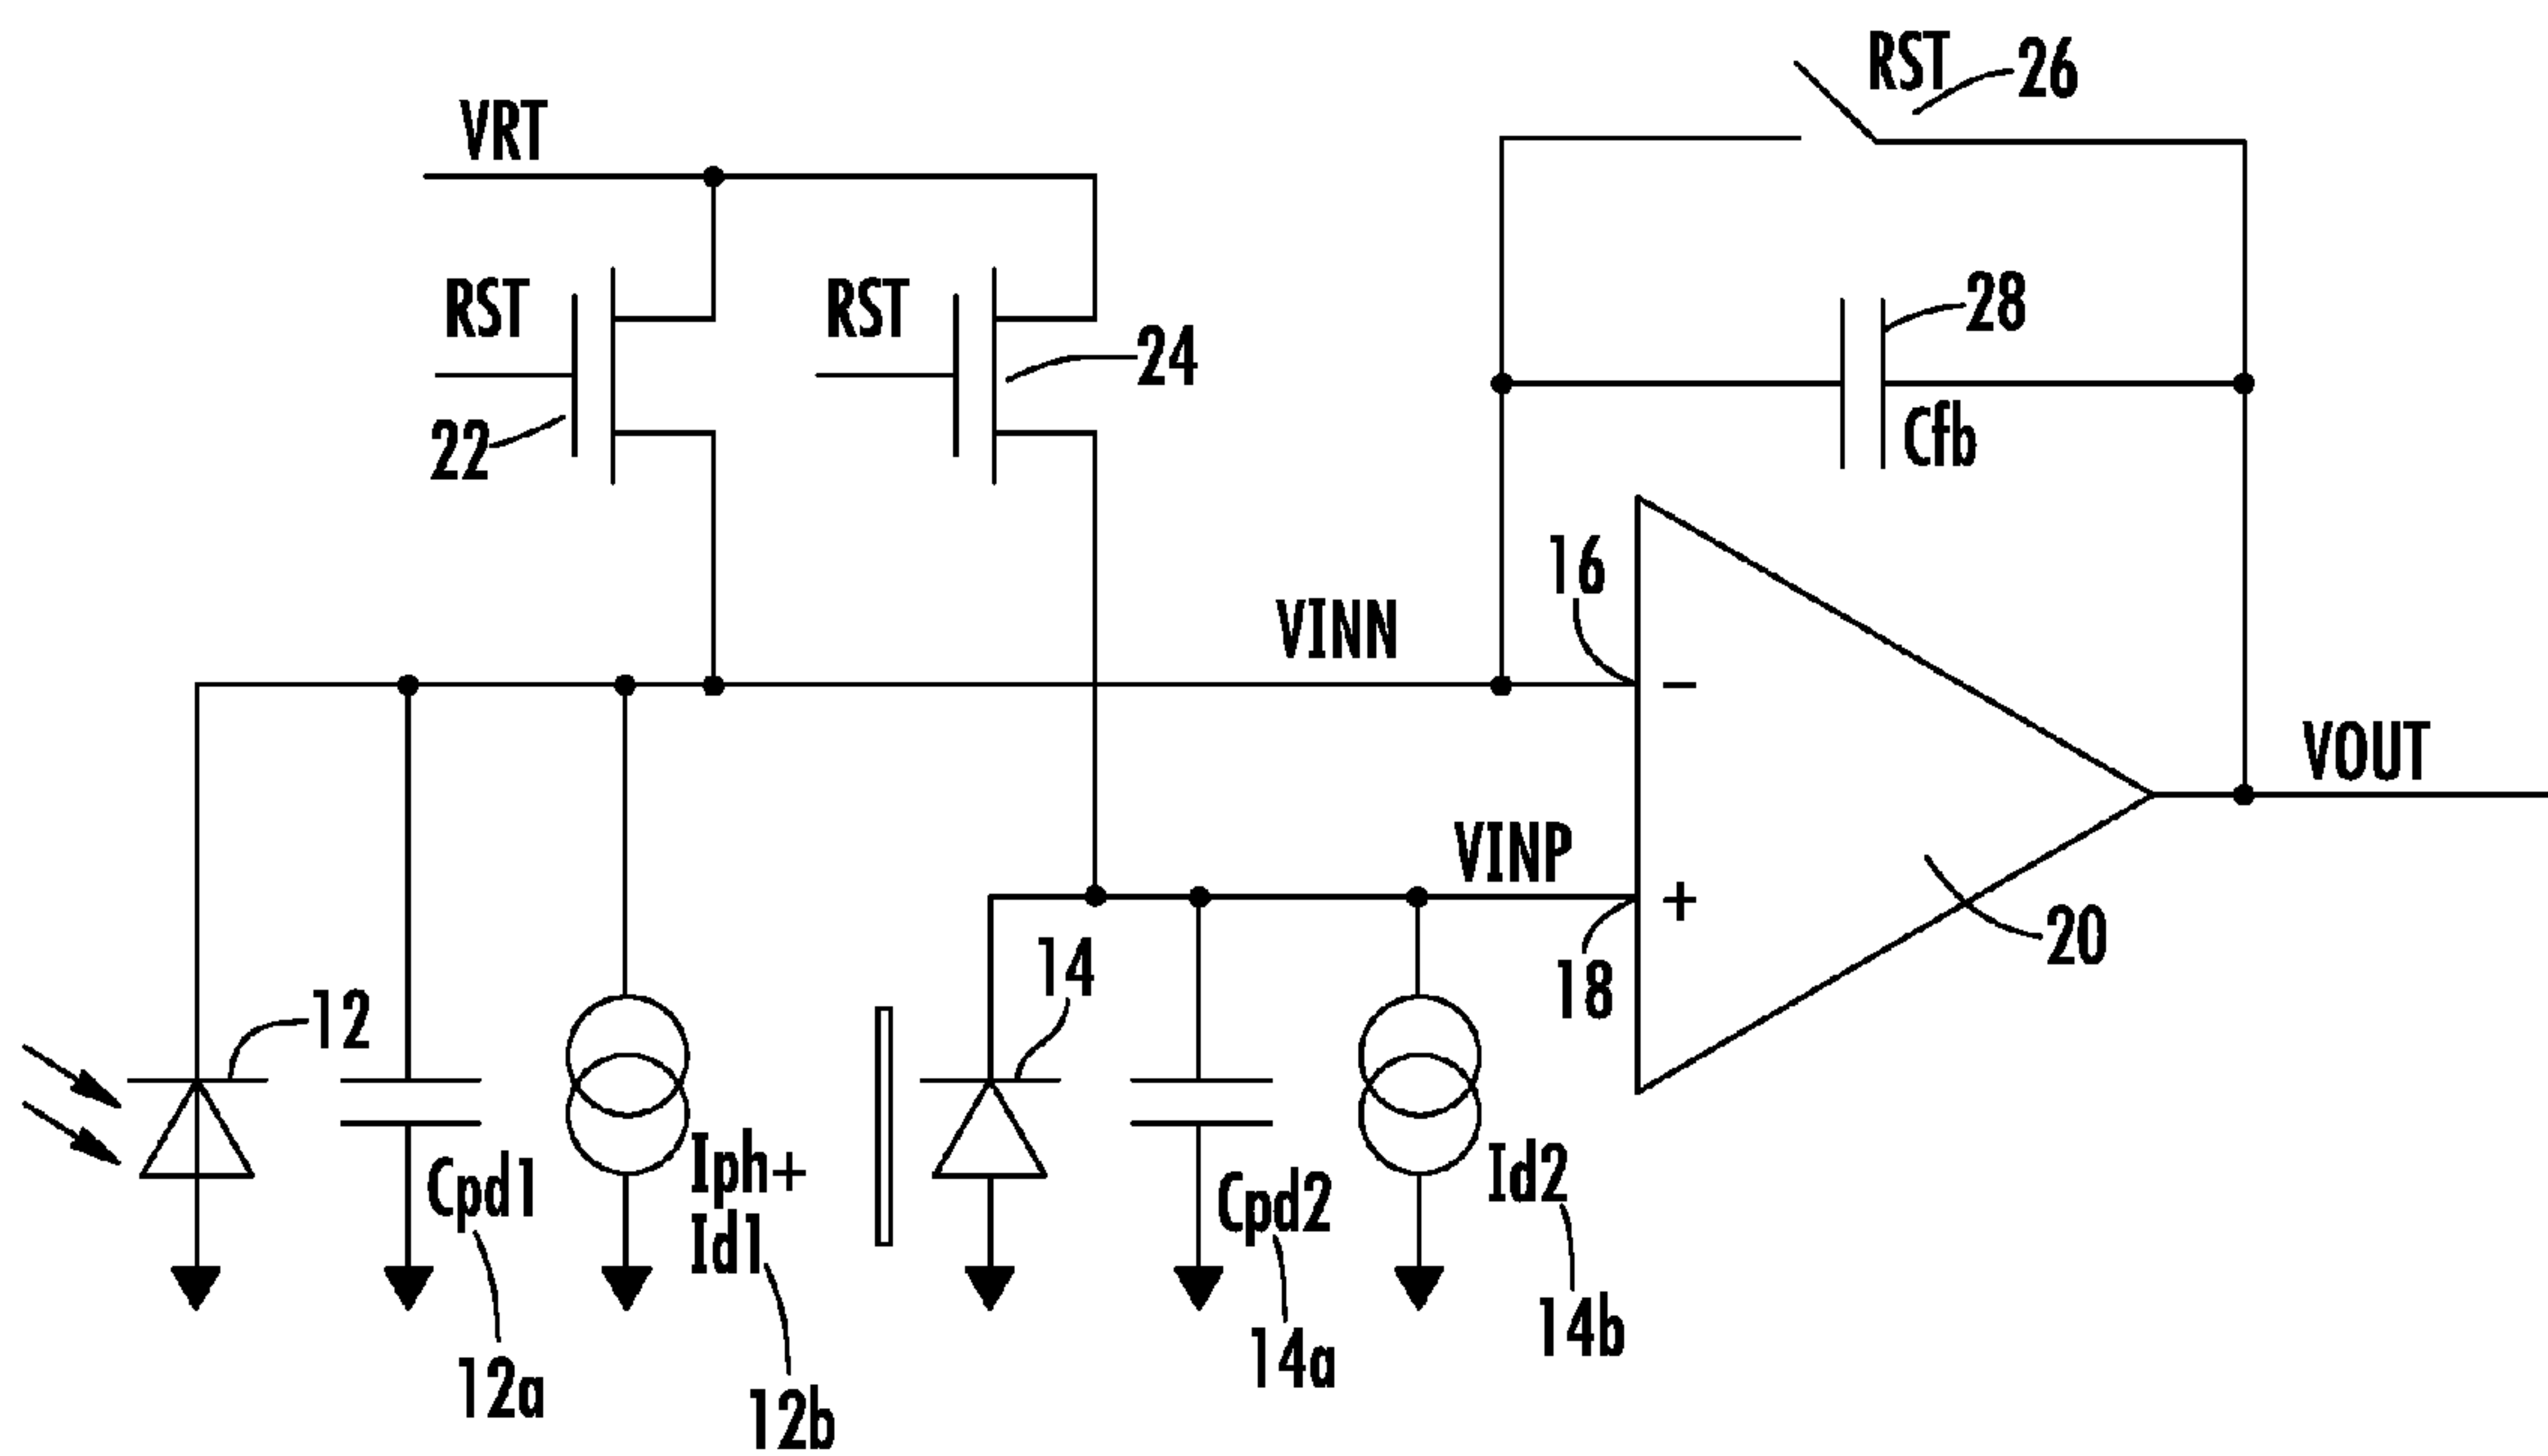 RST
26
VRT
RST
RST
28
24
22
Cfb
16
VINN
−
VOUT
VINP
+
18
20
14
12
Iph+
Id1
Cpd1
Cpd2
Id2
14b
14a
12a
12b